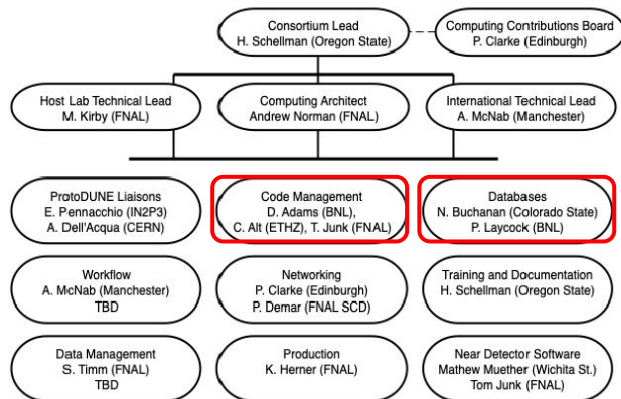 Consortium Lead
H. Schellman (Oregon State)
Computing Contributions Board
P. Clarke (Edinburgh)
Host Lab Technical Lead
M. Kirby (FNAL)
Computing Architect
Andrew Norman (FNAL)
International Technical Lead
A. McNab (Manchester)
ProtoDUNE Liaisons
E. Pennacchio (IN2P3)
A. Dell'Acqua (CERN)
Code Management
D. Adams (BNL),
C. Alt (ETHZ), T. Junk (FNAL)
Databases
N. Buchanan (Colorado State)
P. Laycock (BNL)
Workflow
A. McNab (Manchester)
TBD
Networking
P. Clarke (Edinburgh)
P. Demar (FNAL SCD)
Training and Documentation
H. Schellman (Oregon State)
Data Management
S. Timm (FNAL)
TBD
Production
K. Herner (FNAL)
Near Detector Software
Mathew Muether (Wichita St.)
Tom Junk (FNAL)